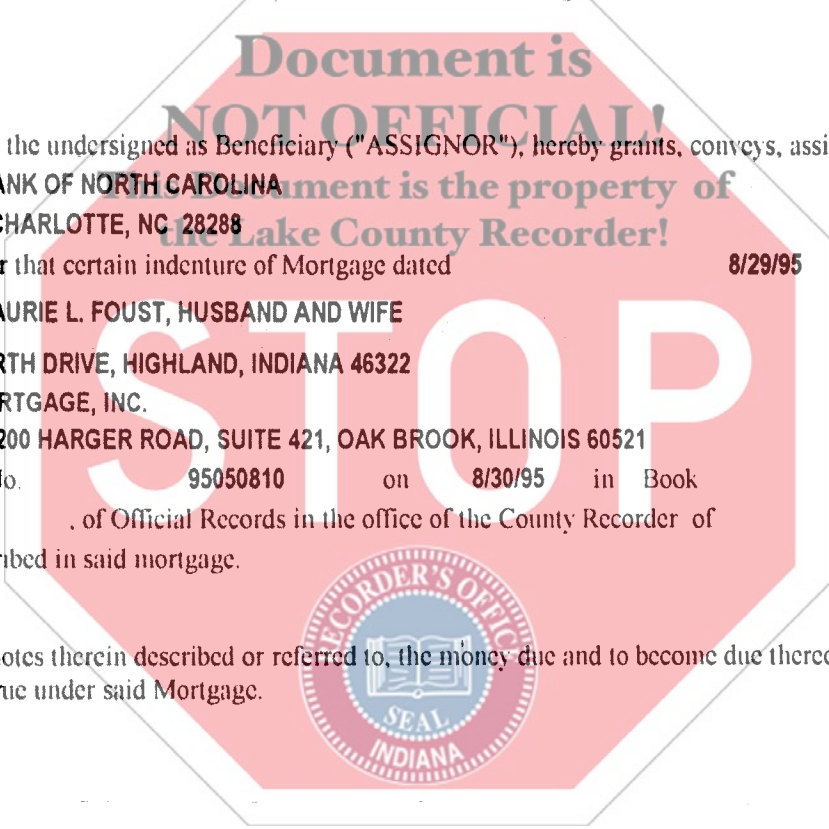 Document is
NOT OFFICIAL!
the undersigned as Beneficiary ("ASSIGNOR"), hereby grants, conveys, assi
ANK OF NORTH CAROLINA
This Document is the property of
CHARLOTTE, NC 28288
the Lake County Recorder!
r that certain indenture of Mortgage dated 8/29/95
AURIE L. FOUST, HUSBAND AND WIFE
RTH DRIVE, HIGHLAND, INDIANA 46322
RTGAGE, INC.
200 HARGER ROAD, SUITE 421, OAK BROOK, ILLINOIS 60521
No. 95050810 on 8/30/95 in Book
, of Official Records in the office of the County Recorder of
ribed in said mortgage.
otes therein described or referred to, the money due and to become due thereo
ue under said Mortgage.
STOP
RECORDER'S OFFICE
SEAL
INDIANA